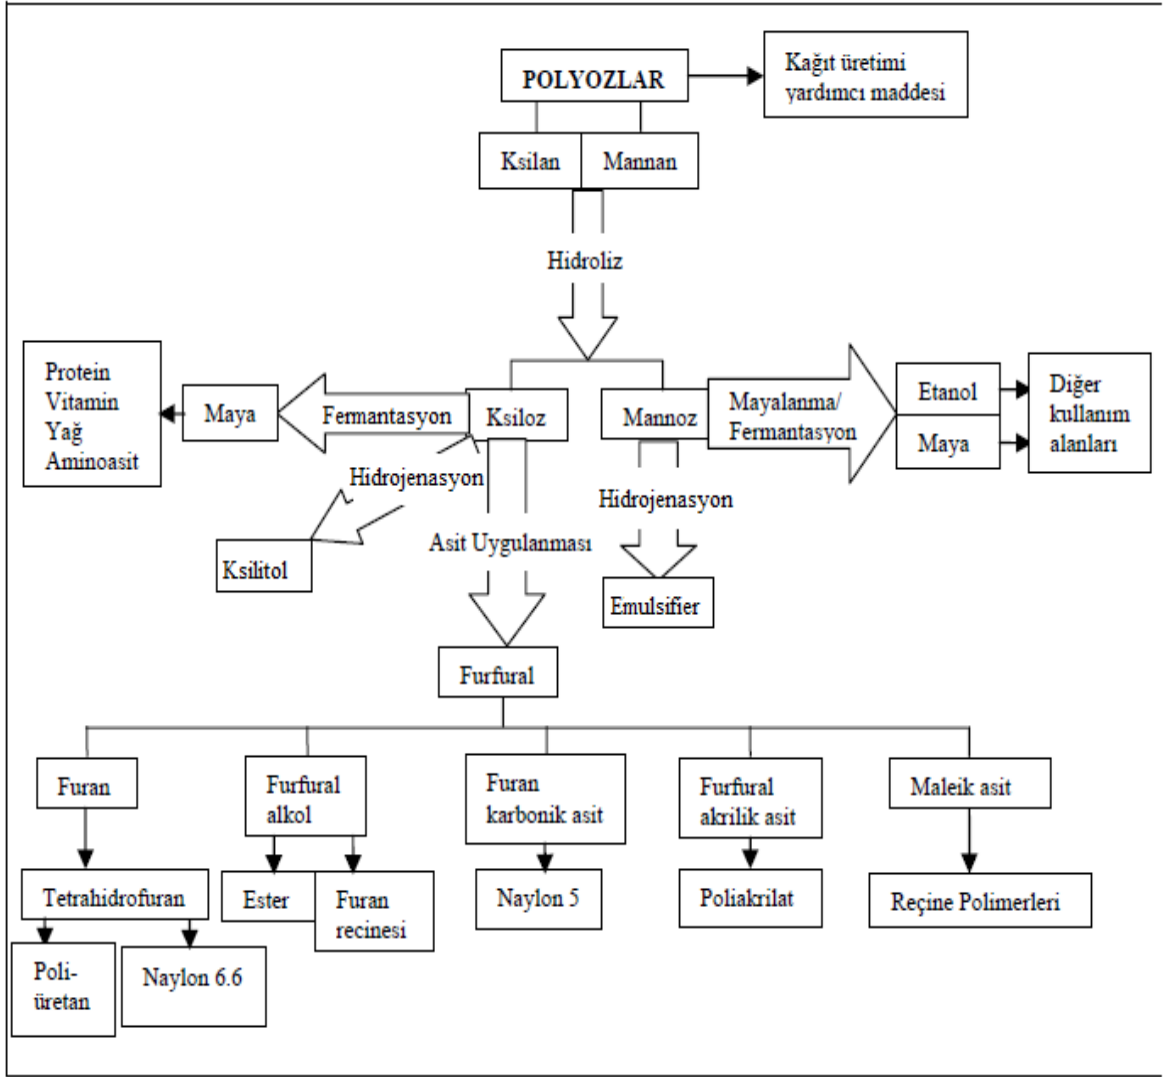 POLYOZLAR
Kağıt üretimi
yardımcı maddesi
Ksilan
Mannan
Hidroliz
Protein
Vitamin
Yağ
Aminoasit
Maya
Fermantasyon
Ksiloz
Mannoz
Mayalanma/
Fermantasyon
Etanol
Maya
Diğer
kullanım
alanları
Hidrojenasyon
Hidrojenasyon
Asit Uygulanması
Ksilitol
Emulsifier
Furfural
Furan
Furfural
alkol
Furan
karbonik asit
Furfural
akrilik asit
Maleik asit
Tetrahidrofuran
Ester
Furan
recinesi
Naylon 5
Poliakrilat
Reçine Polimerleri
Poli-
üretan
Naylon 6.6